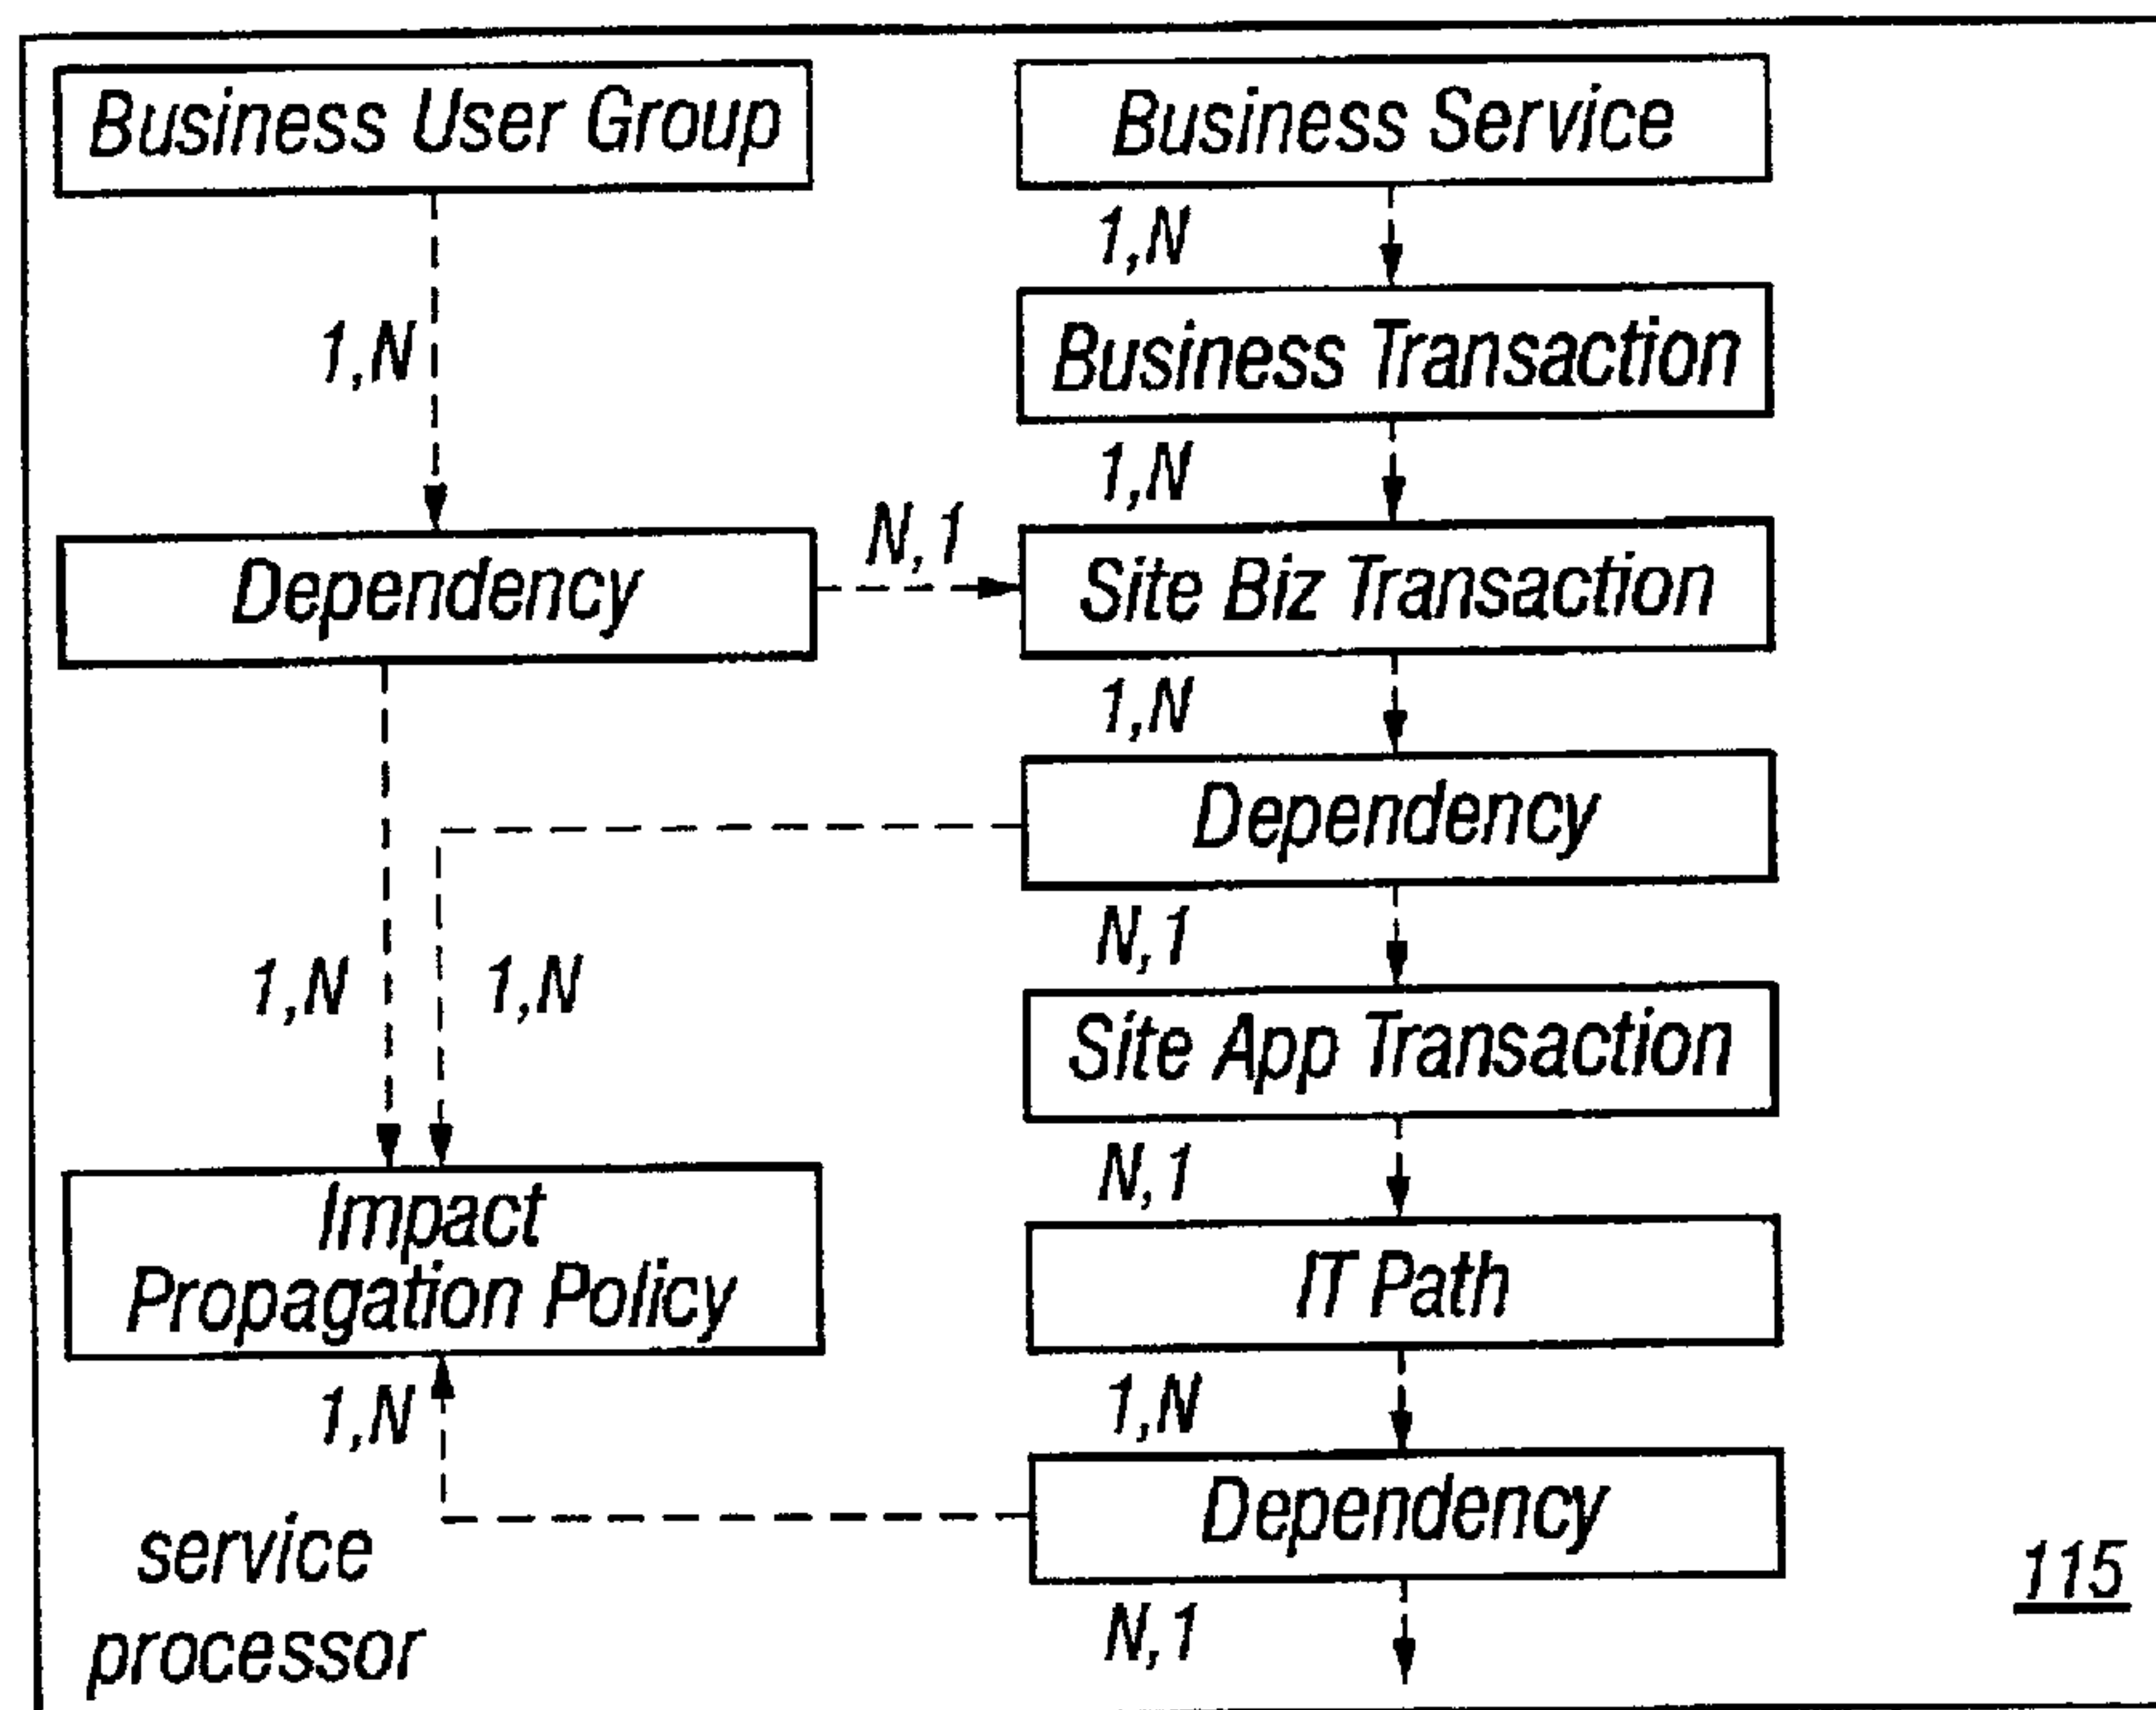 Business User Group
Business Service
1,N
Business Transaction
1,N
1,N
N,1
Dependency
Site Biz Transaction
1,N
Dependency
N,1
1,N
1,N
Site App Transaction
N,1
Impact
Propagation Policy
IT Path
1,N
1,N
Dependency
service
processor
N,1
115